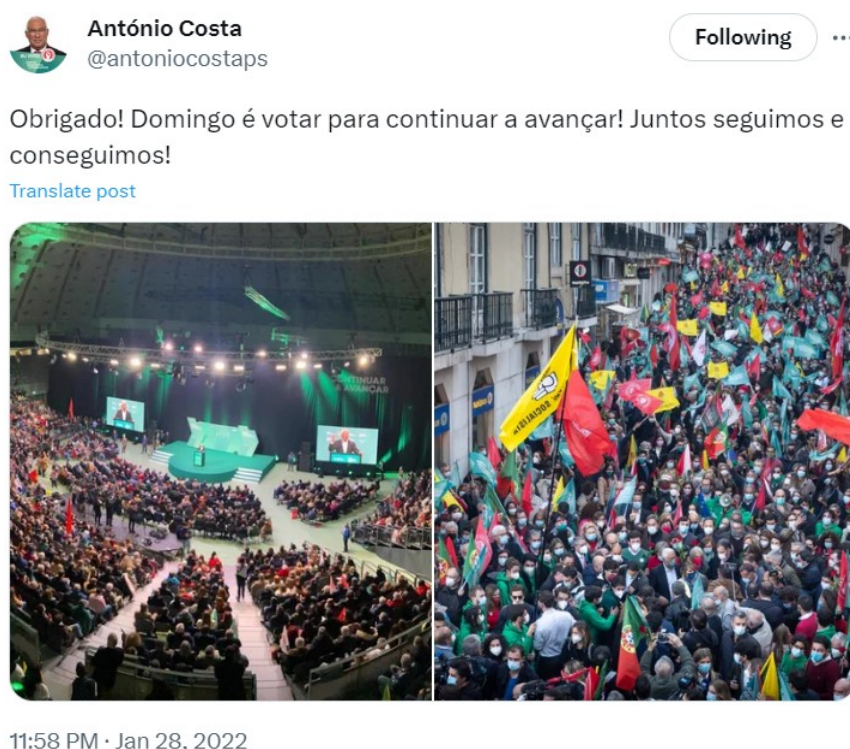 António Costa
@antoniocostaps
Following
Obrigado! Domingo é votar para continuar a avançar! Juntos seguimos e
conseguimos!
Translate post
CONTINUAR
A AVANÇAR
11:58 PM · Jan 28, 2022